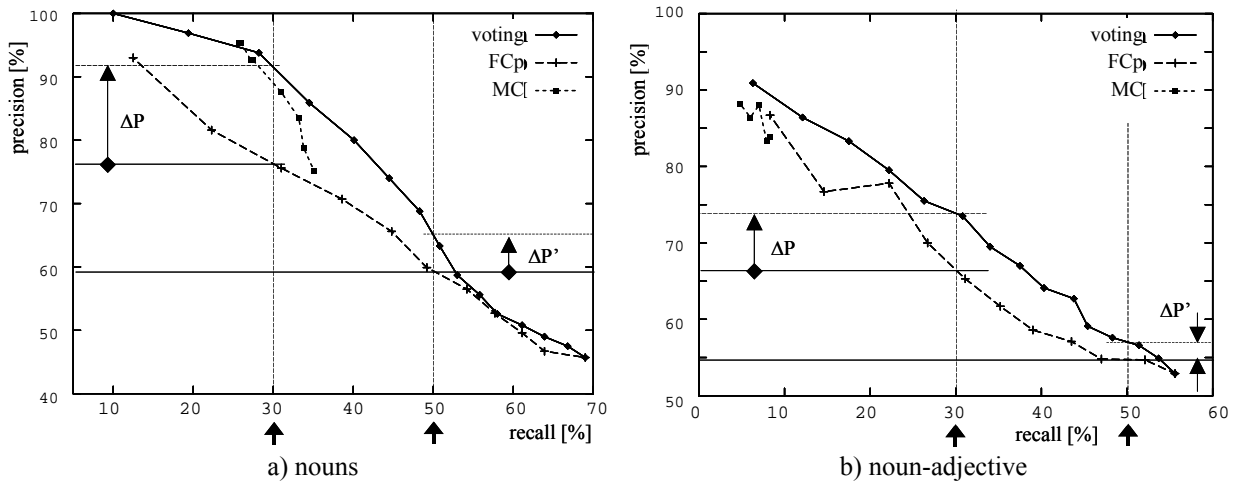 100
90
80
70
60
50
40
precision [%]
voting
FCp
MC[
ΔP
ΔP’
10
20
30
40
50
60
70
recall [%]
a) nouns
100
90
80
70
60
50
precision [%]
voting
FCp
MC[
ΔP
ΔP’
0
10
20
30
40
50
60
recall [%]
b) noun-adjective